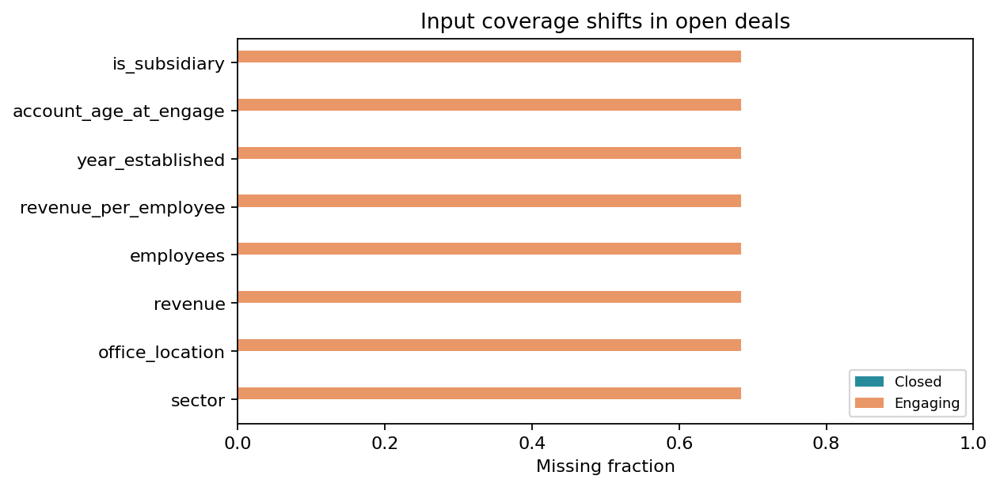 Input coverage shifts in open deals
is_subsidiary
account_age_at_engage
year_established
revenue_per_employee
employees
revenue
office_location
sector
Closed
Engaging
0.0 0.2 0.4 0.6 0.8 1.0
Missing fraction